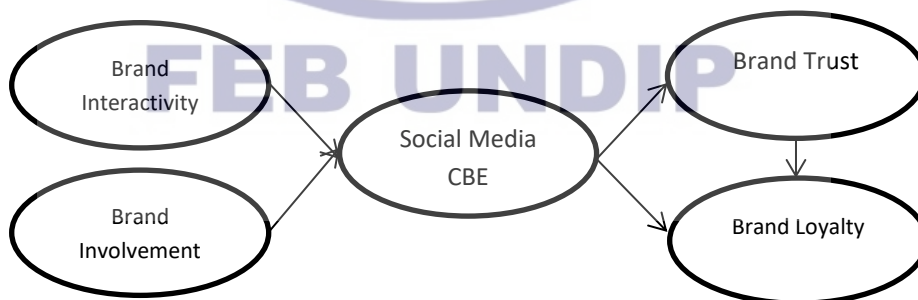 FEB UNDIP
Brand
Interactivity
Brand
Involvement
Social Media
CBE
Brand Trust
Brand Loyalty